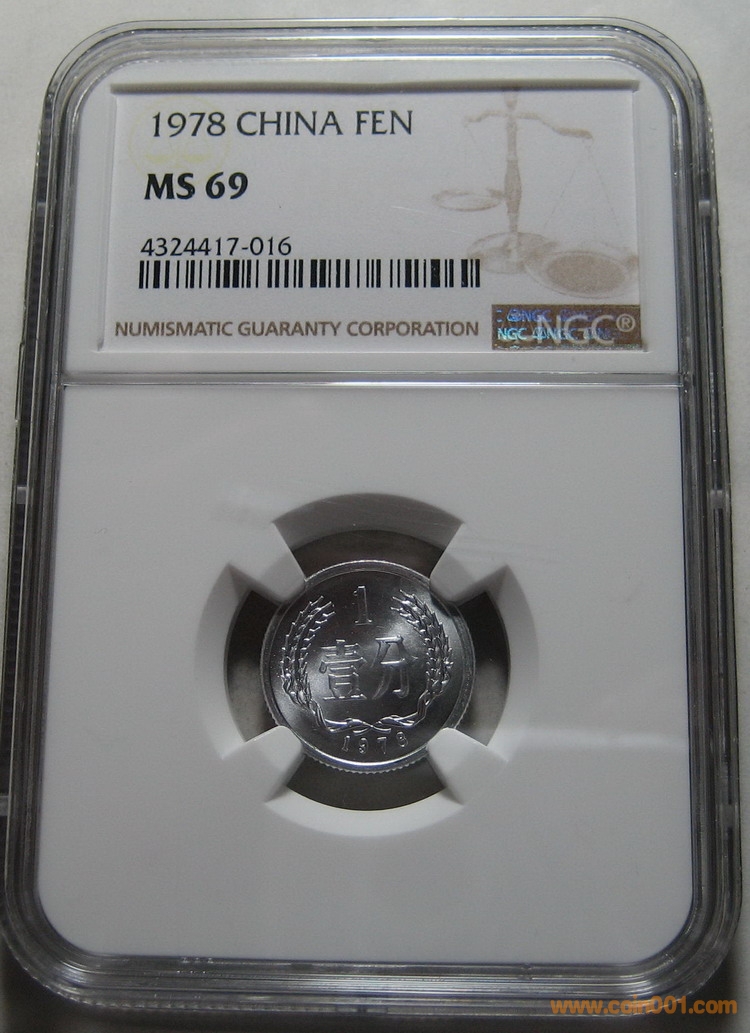 1978 CHINA FEN
MS 69
4324417-016
NUMISMATIC GUARANTY CORPORATION
NGC®
1
壹分
1978
www.coin001.com